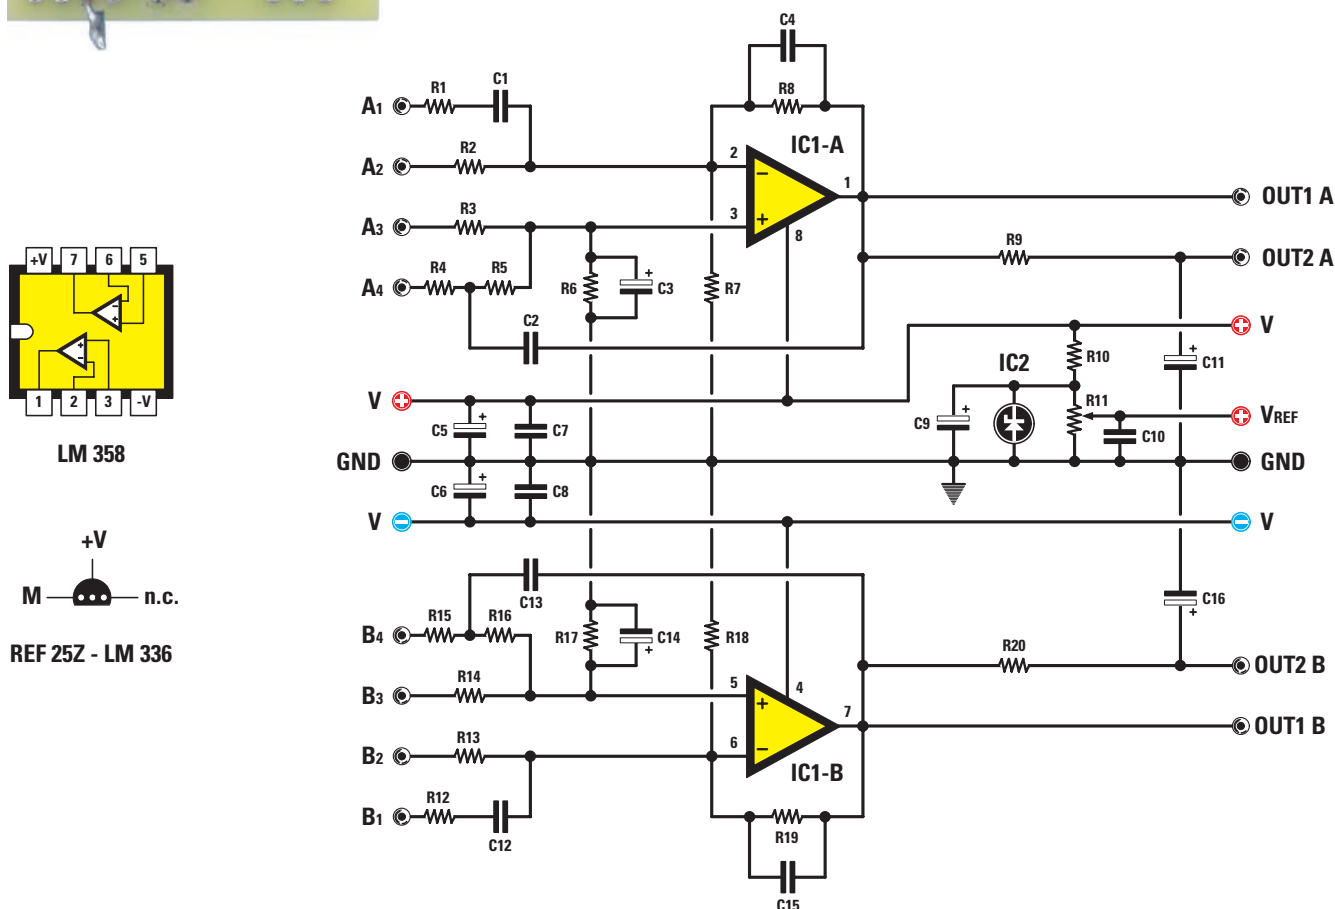 C4
R8
A1
R1
C1
IC1-A
A2
R2
2
1
OUT1 A
A3
R3
3
8
R9
OUT2 A
A4
R4
R5
R6
C3
+
R7
C2
V
R10
IC2
C11
+
+V
7
6
5
1
2
3
-V
LM 358
V
C5
+
C7
C9
+
R11
C10
VREF
GND
C6
+
C8
GND
V
V
+V
M
n.c.
REF 25Z - LM 336
C13
B4
R15
R16
R17
C14
+
R18
C16
+
R20
OUT2 B
B3
R14
5
4
7
OUT1 B
B2
R13
6
IC1-B
B1
R12
C12
R19
C15